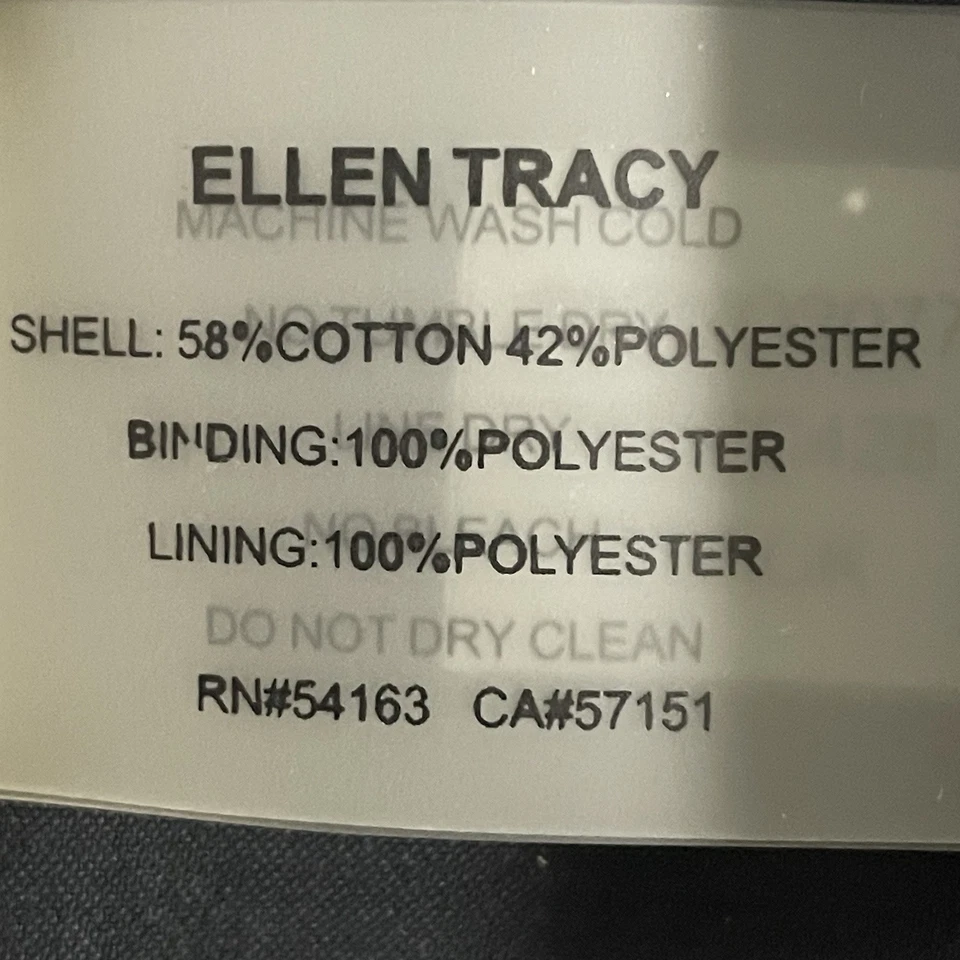 ELLEN TRACY
MACHINE WASH COLD
NO TUMBLE DRY
SHELL: 58%COTTON 42%POLYESTER
LINE DRY
BINDING:100%POLYESTER
NO BLEACH
LINING:100%POLYESTER
DO NOT DRY CLEAN
RN#54163 CA#57151